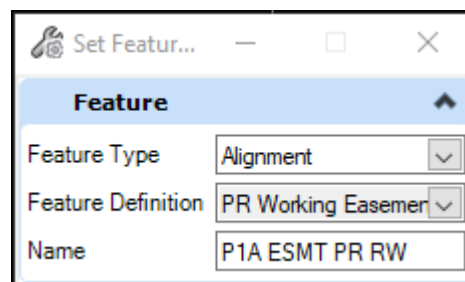 Set Featur...
Feature
Feature Type Alignment
Feature Definition PR Working Easemen
Name P1A ESMT PR RW